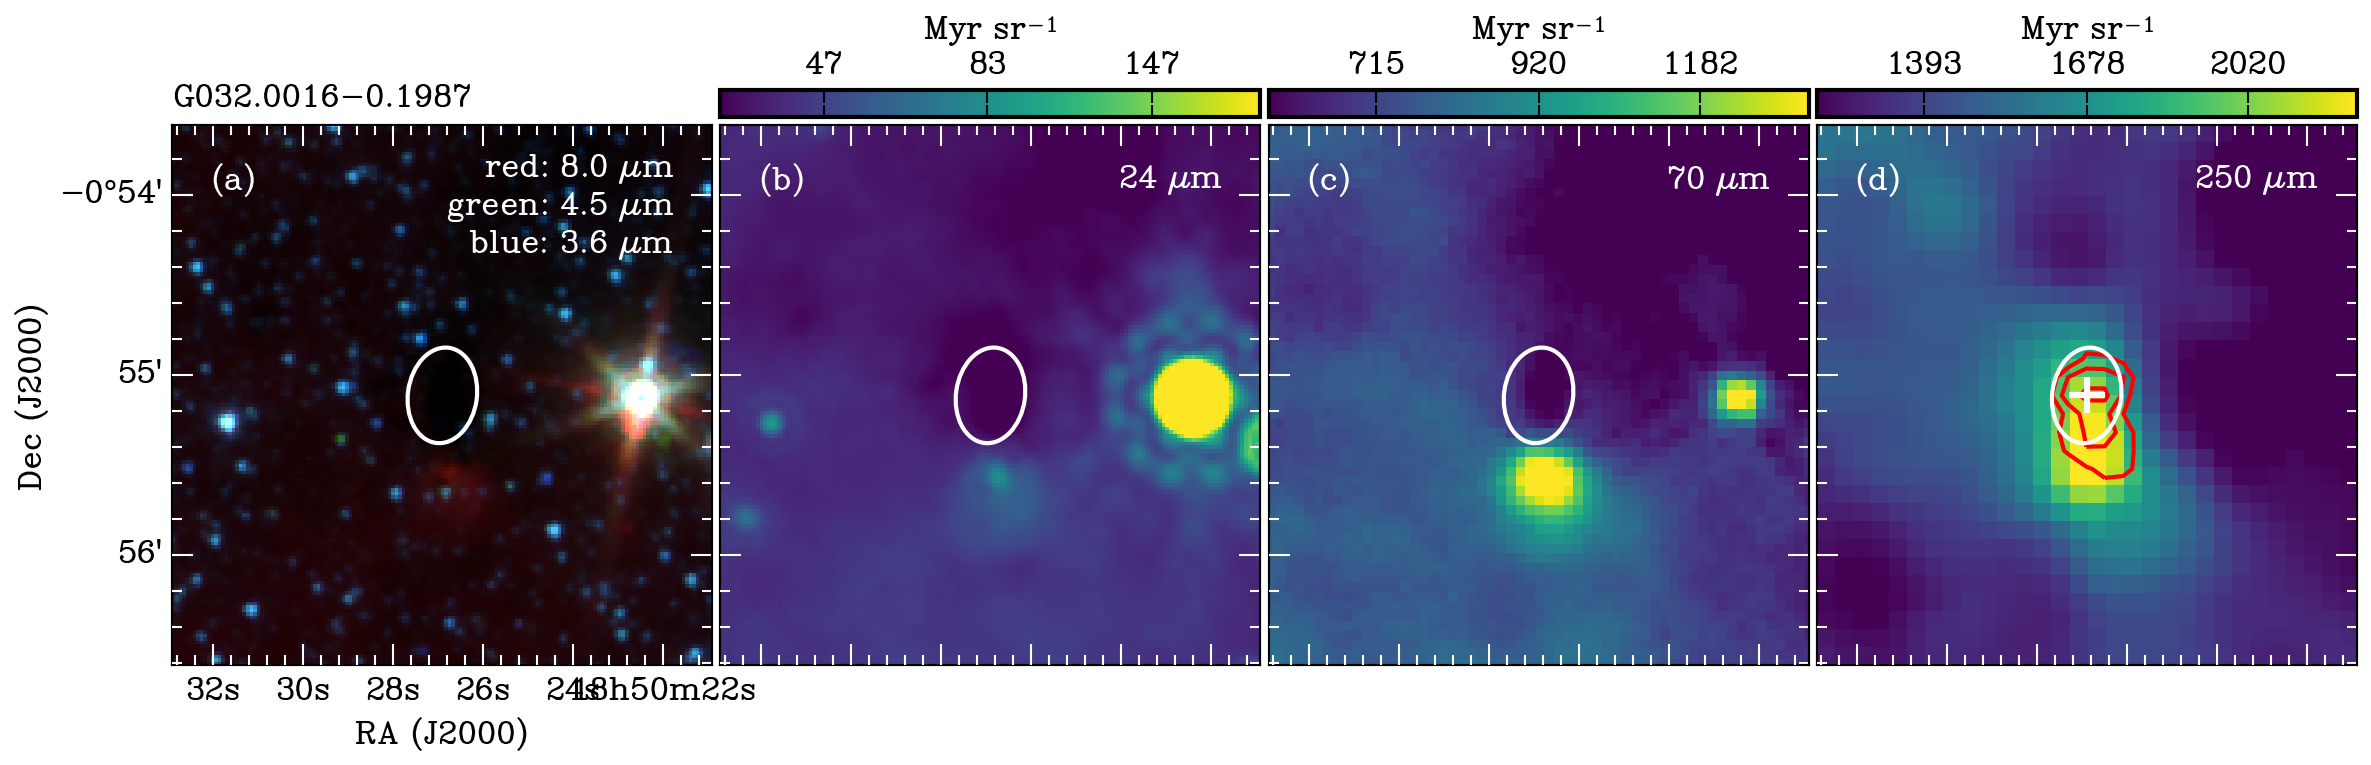 Myr sr⁻¹
47 83 147
Myr sr⁻¹
715 920 1182
Myr sr⁻¹
1393 1678 2020
G032.0016−0.1987
(a)
red: 8.0 μm
green: 4.5 μm
blue: 3.6 μm
(b)
24 μm
(c)
70 μm
(d)
250 μm
Dec (J2000)
−0°54'
55'
56'
32s 30s 28s 26s 24s 18h50m22s
RA (J2000)